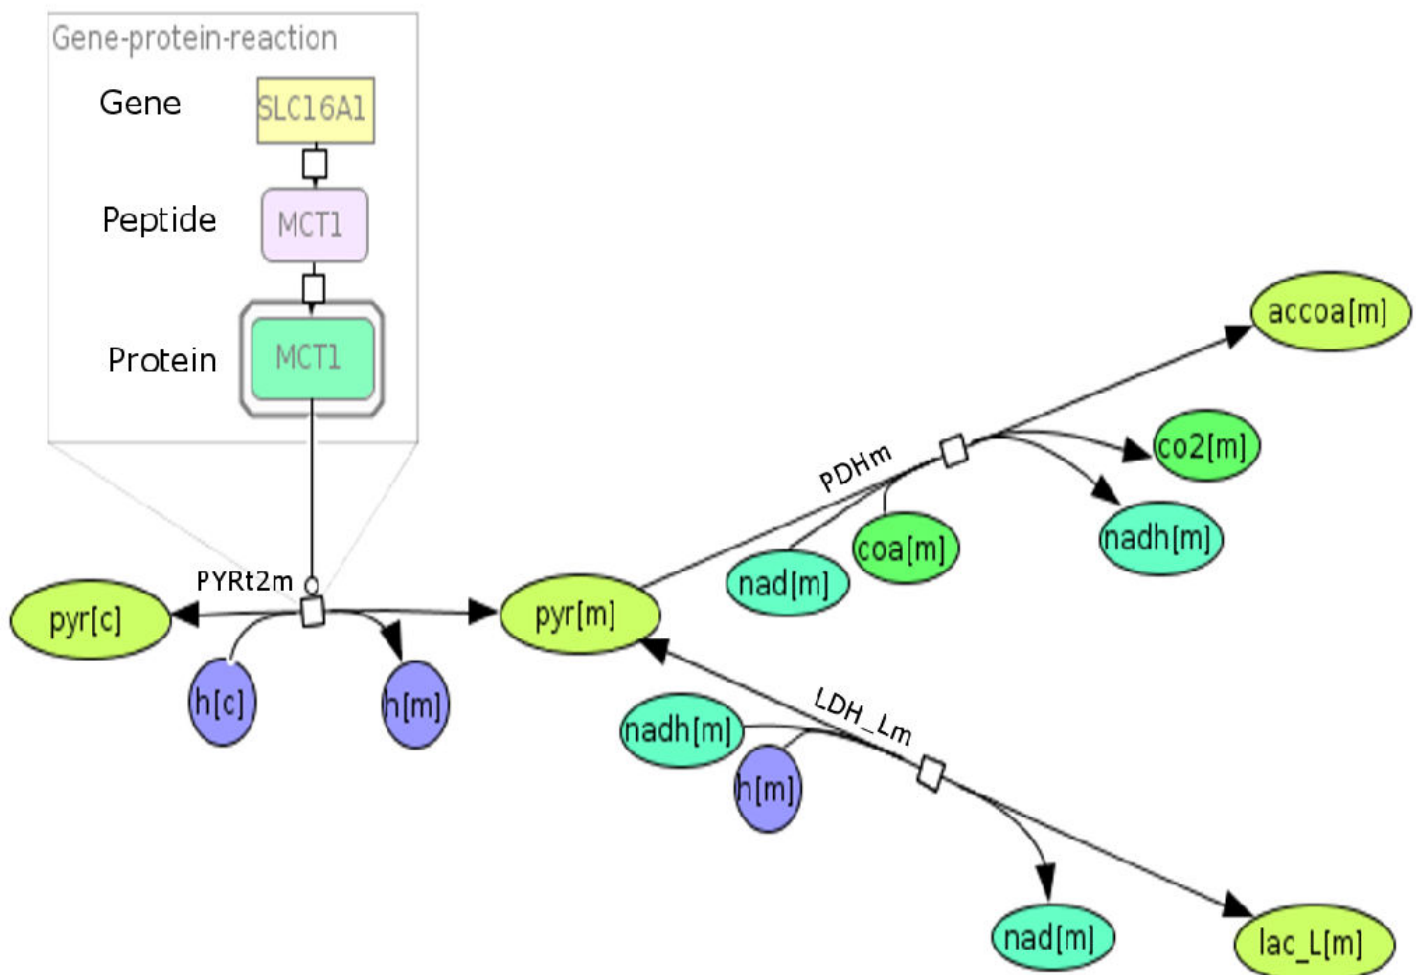 Gene-protein-reaction
Gene
SLC16A1
Peptide
MCT1
Protein
MCT1
accoa[m]
co2[m]
PDHm
nadh[m]
coa[m]
nad[m]
PYRt2m
pyr[c]
pyr[m]
h[c]
h[m]
nadh[m]
LDH_Lm
h[m]
nad[m]
lac_L[m]